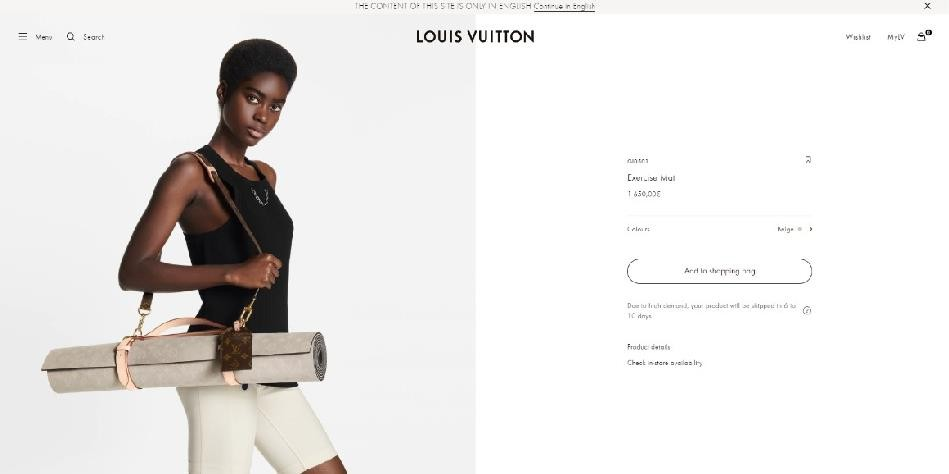 THE CONTENT OF THIS SITE IS ONLY IN ENGLISH Continue in English X
Menu Search
LOUIS VUITTON
Wishlist MyLV 0
Exercise Mat
1 650,00€
Colours Beige
Add to shopping bag
Due to high demand, your product will be shipped in 6 to
10 days
Product details
Check in-store availability